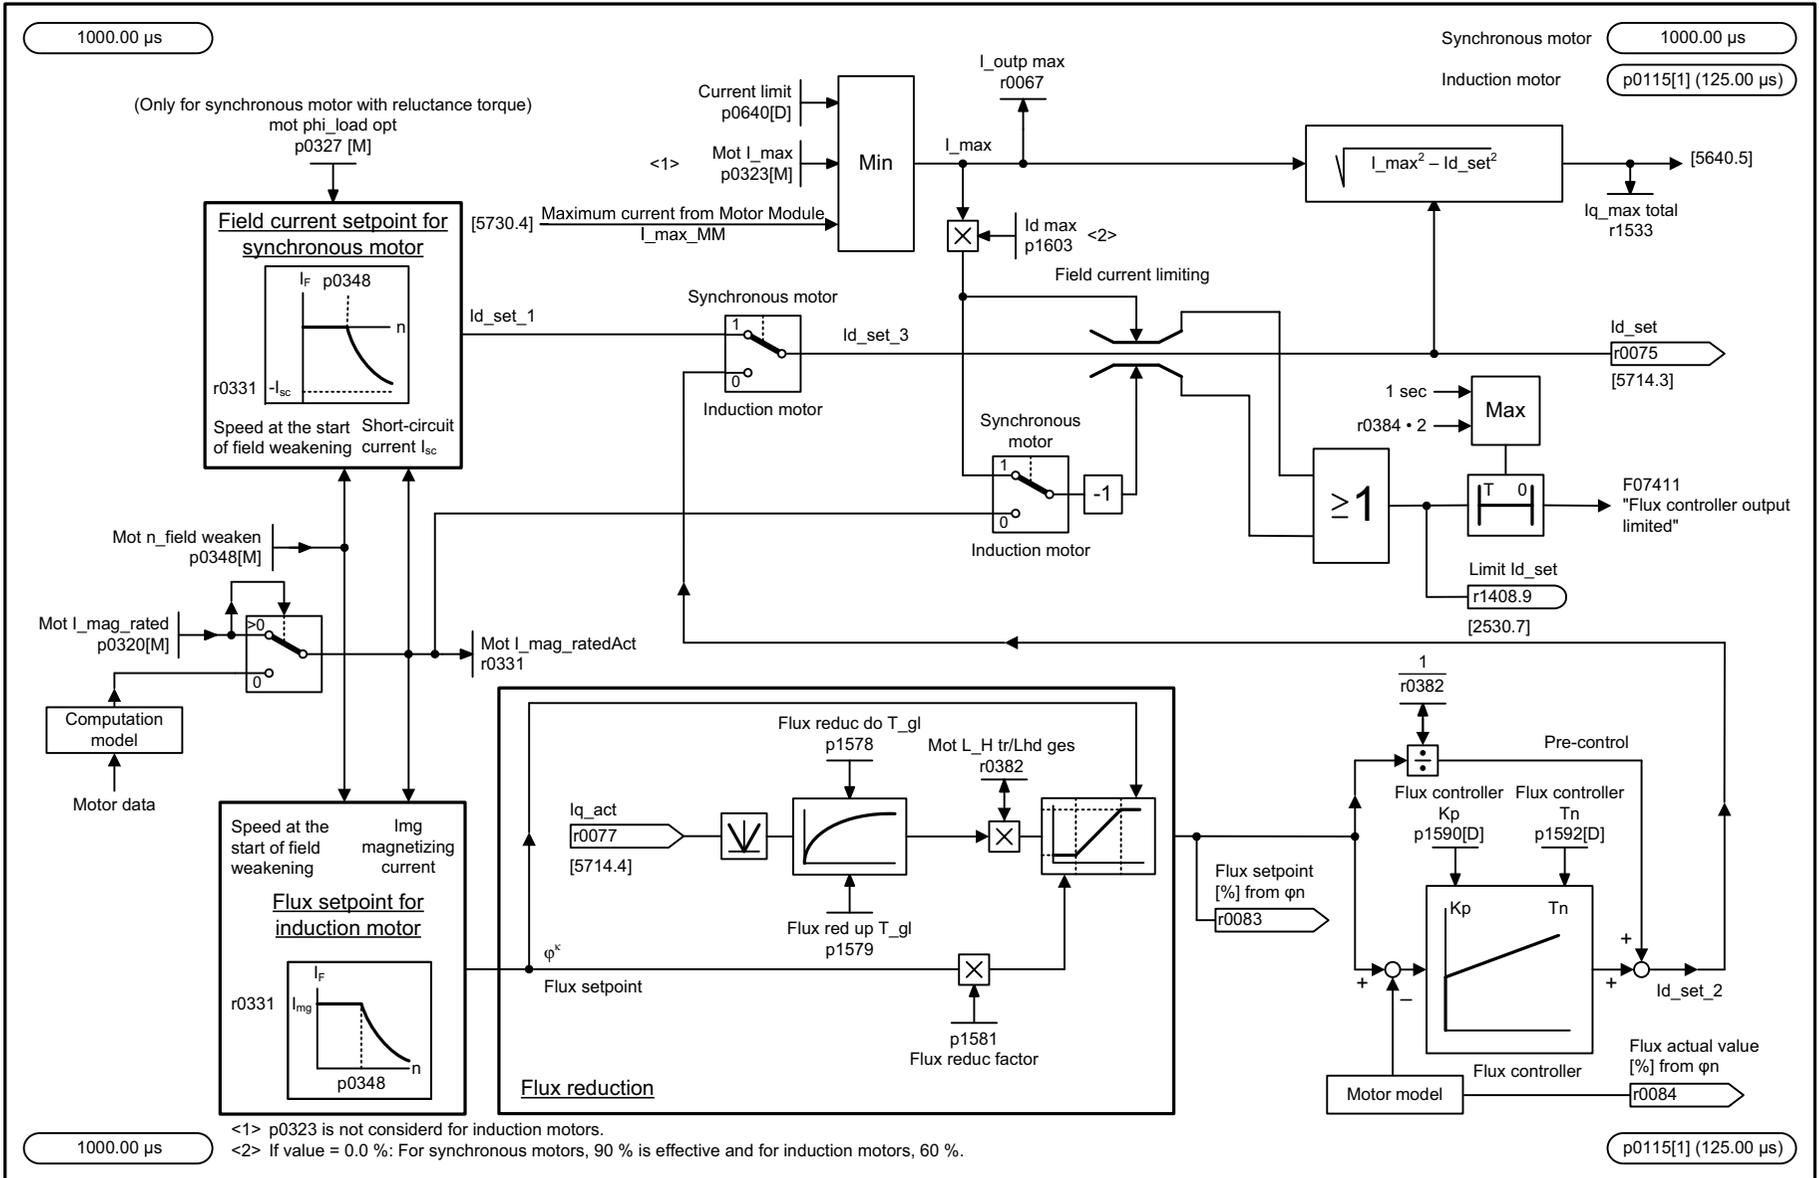 1000.00 µs
Synchronous motor
1000.00 µs
Induction motor
p0115[1] (125.00 µs)
(Only for synchronous motor with reluctance torque)
mot phi_load opt
p0327 [M]
Current limit
p0640[D]
<1>
Mot I_max
p0323[M]
[5730.4]
Maximum current from Motor Module
I_max_MM
Min
I_outp max
r0067
I_max
√ I_max² – Id_set²
[5640.5]
Iq_max total
r1533
Id max
p1603
<2>
Field current limiting
Field current setpoint for
synchronous motor
I_F p0348
n
r0331
-I_sc
Speed at the start
of field weakening
Short-circuit
current I_sc
Id_set_1
Synchronous motor
1
0
Induction motor
Id_set_3
Id_set
r0075
[5714.3]
Synchronous
motor
1
0
Induction motor
-1
≥1
1 sec
r0384 • 2
Max
T 0
F07411
"Flux controller output
limited"
Limit Id_set
r1408.9
[2530.7]
Mot n_field weaken
p0348[M]
Mot I_mag_rated
p0320[M]
>0
0
Mot I_mag_ratedAct
r0331
Computation
model
Motor data
Speed at the
start of field
weakening
Img
magnetizing
current
Flux setpoint for
induction motor
I_F
r0331
I_mg
n
p0348
Flux reduc do T_gl
p1578
Mot L_H tr/Lhd ges
r0382
Iq_act
r0077
[5714.4]
Flux red up T_gl
p1579
φ^κ
Flux setpoint
p1581
Flux reduc factor
Flux reduction
1
r0382
÷
Pre-control
Flux controller
Kp
p1590[D]
Flux controller
Tn
p1592[D]
Flux setpoint
[%] from φn
r0083
Kp
Tn
+
–
+
+
Id_set_2
Flux controller
Motor model
Flux actual value
[%] from φn
r0084
1000.00 µs
<1> p0323 is not considerd for induction motors.
<2> If value = 0.0 %: For synchronous motors, 90 % is effective and for induction motors, 60 %.
p0115[1] (125.00 µs)